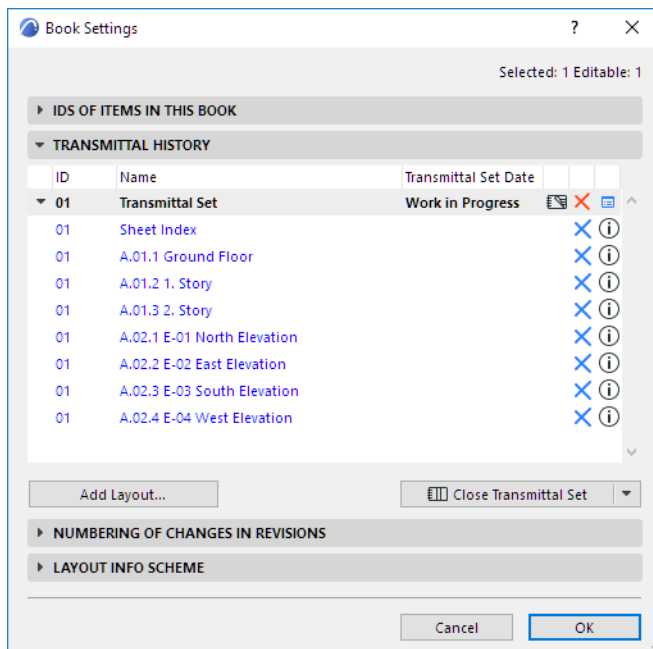 Book Settings ?
Selected: 1 Editable: 1
IDS OF ITEMS IN THIS BOOK
TRANSMITTAL HISTORY
ID Name Transmittal Set Date
01 Transmittal Set Work in Progress
01 Sheet Index
01 A.01.1 Ground Floor
01 A.01.2 1. Story
01 A.01.3 2. Story
01 A.02.1 E-01 North Elevation
01 A.02.2 E-02 East Elevation
01 A.02.3 E-03 South Elevation
01 A.02.4 E-04 West Elevation
Add Layout... Close Transmittal Set
NUMBERING OF CHANGES IN REVISIONS
LAYOUT INFO SCHEME
Cancel OK